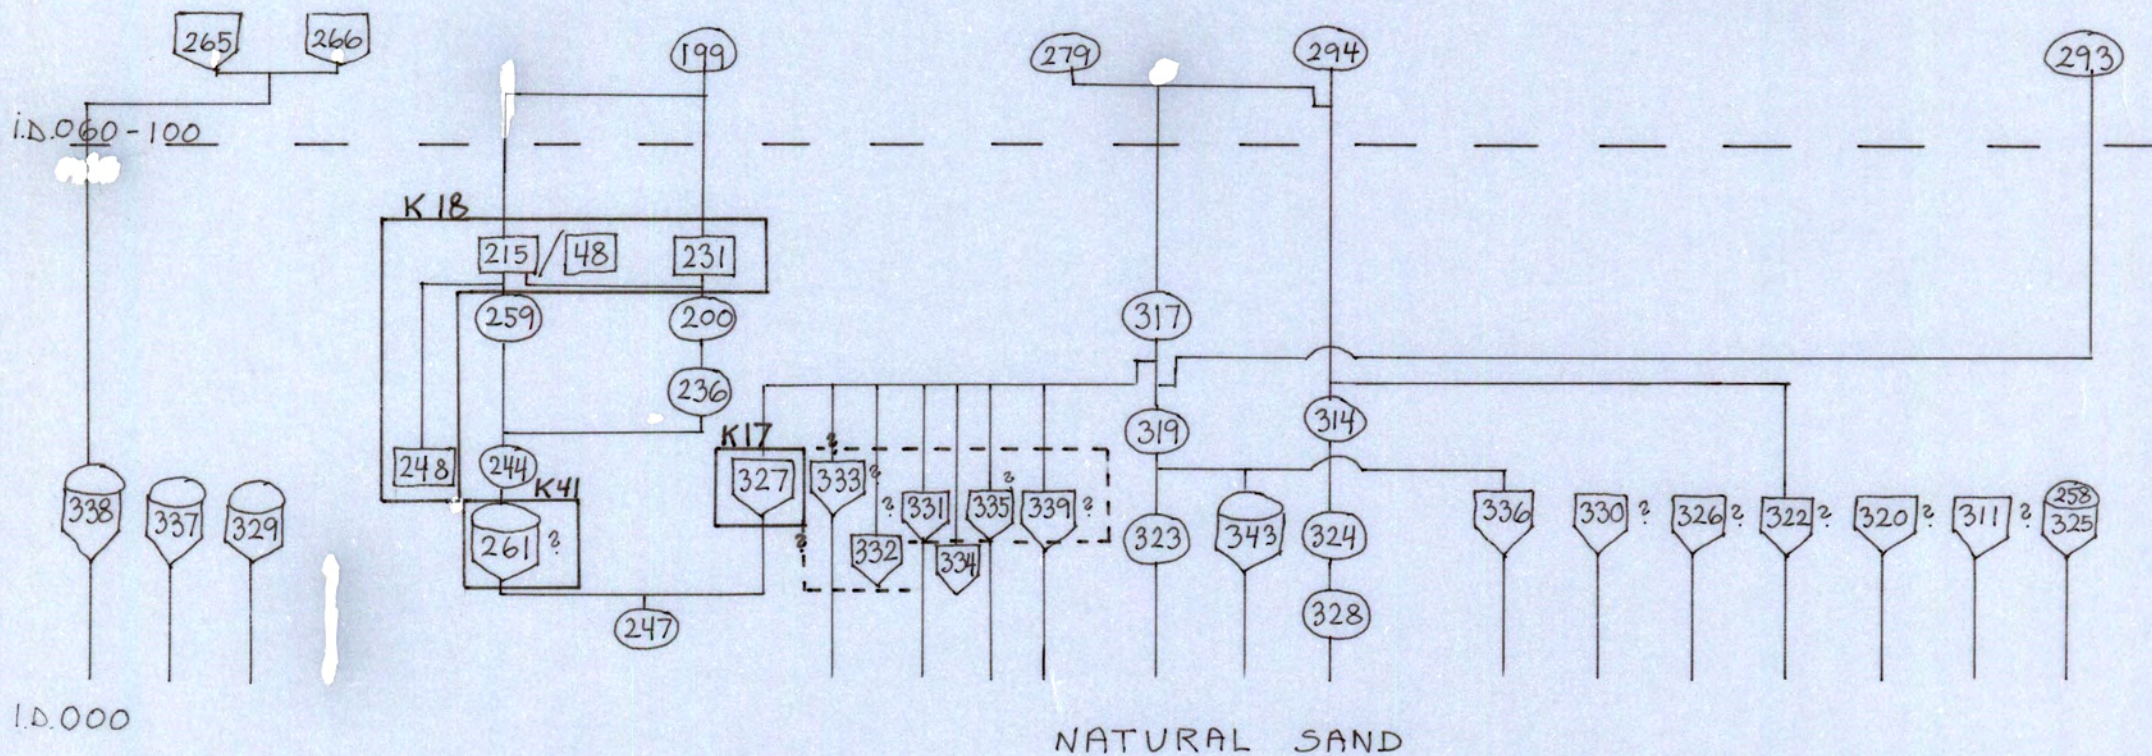 265 266 199 279 294 293
I.D.060-100
K 18
215 / 48 231
259 200 317
236
314
319
K17
248 244 327 333 ?
?
K41
338 337 329 261 ? ? 331 335 ? 339 ? 323 343 324 336 330 ? 326 ? 322 ? 320 ? 311 ? 258 325
? 332 334
328
247
I.D.000
NATURAL SAND